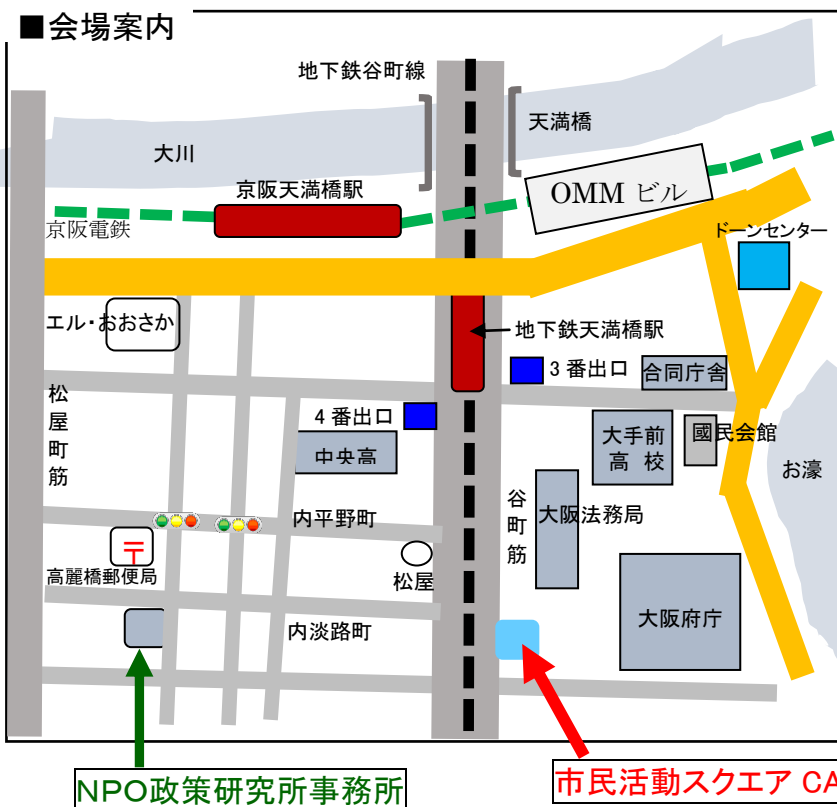 ■会場案内
地下鉄谷町線
天満橋
大川
京阪天満橋駅
OMM ビル
京阪電鉄
ドーンセンター
エル・おおさか
地下鉄天満橋駅
3 番出口
合同庁舎
松屋町筋
4 番出口
中央高
大手前
高 校
國民会館
お濠
内平野町
谷町筋
大阪法務局
〒
高麗橋郵便局
松屋
内淡路町
大阪府庁
NPO政策研究所事務所
市民活動スクエア CA